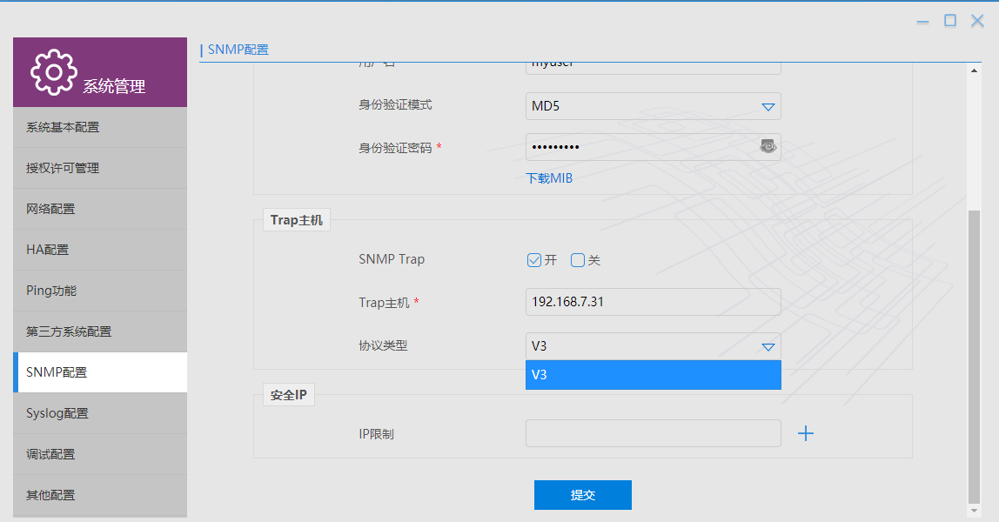 SNMP配置
系统管理
系统基本配置
授权许可管理
网络配置
HA配置
Ping功能
第三方系统配置
SNMP配置
Syslog配置
调试配置
其他配置
用户名 myuser
身份验证模式 MD5
身份验证密码 * •••••••••
下载MIB
Trap主机
SNMP Trap 开 关
Trap主机 * 192.168.7.31
协议类型 V3
V3
安全IP
IP限制
提交